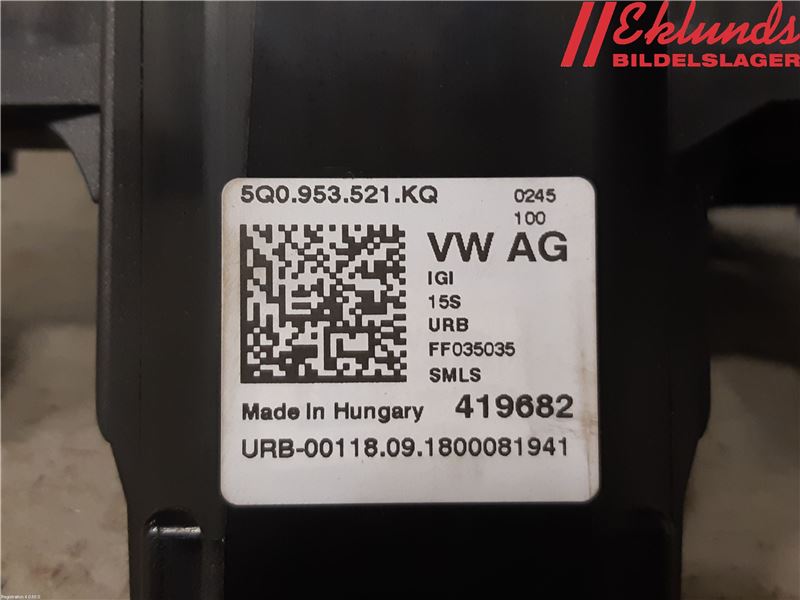 Eklunds
BILDELSLAGER
5Q0.953.521.KQ
0245
100
VW AG
IGI
15S
URB
FF035035
SMLS
Made In Hungary 419682
URB-00118.09.1800081941